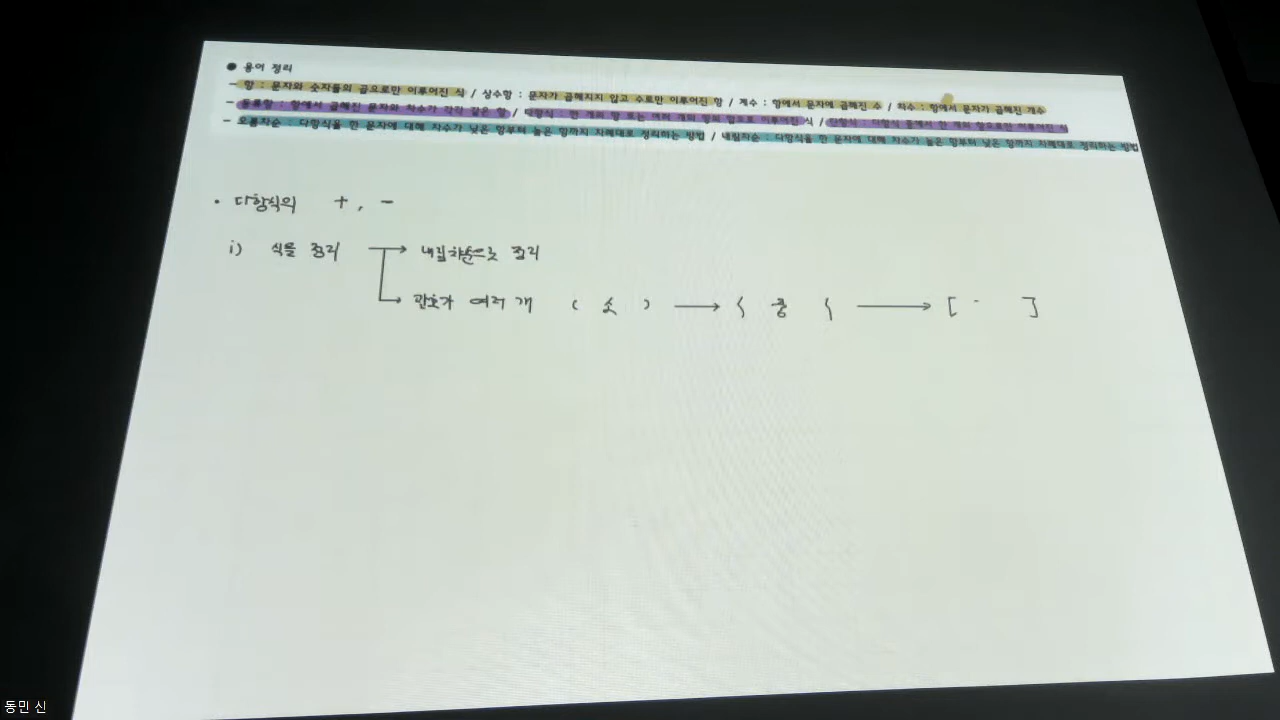 ● 용어 정리
- 항 : 문자와 숫자들의 곱으로만 이루어진 식 / 상수항 : 문자가 곱해지지 않고 수로만 이루어진 항 / 계수 : 항에서 문자에 곱해진 수 / 차수 : 항에서 문자가 곱해진 개수
- 동류항 : 항에서 곱해진 문자와 차수가 각각 같은 항 / 다항식 : 한 개의 항 또는 여러 개의 항의 합으로 이루어진 식 / 단항식 : 다항식 중에서 한 개의 항으로만 이루어진 식
- 오름차순 : 다항식을 한 문자에 대해 차수가 낮은 항부터 높은 항까지 차례대로 정리하는 방법 / 내림차순 : 다항식을 한 문자에 대해 차수가 높은 항부터 낮은 항까지 차례대로 정리하는 방법
• 다항식의 + , -
i) 식을 정리 → 내림차순으로 정리
→ 괄호가 여러 개 ( 소 ) → { 중 { → [ ]
동민 신